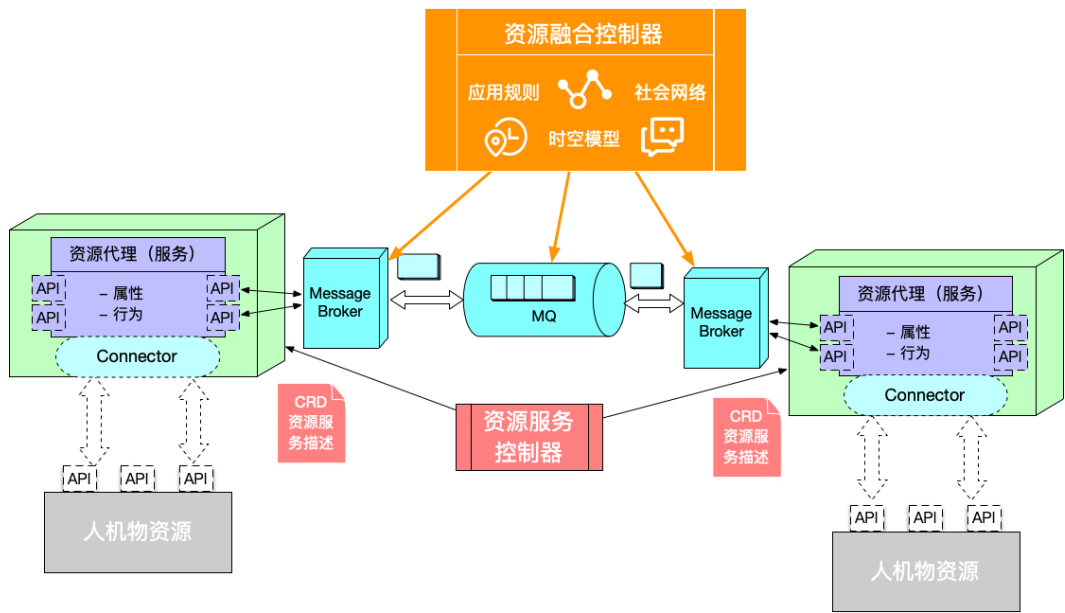 资源融合控制器
应用规则
社会网络
时空模型
资源代理（服务）
API
API
– 属性
API
API
– 行为
Connector
Message
Broker
MQ
Message
Broker
资源代理（服务）
API
API
– 属性
API
API
– 行为
Connector
CRD
资源服
务描述
资源服务
控制器
CRD
资源服
务描述
API
API
API
人机物资源
API
API
API
人机物资源